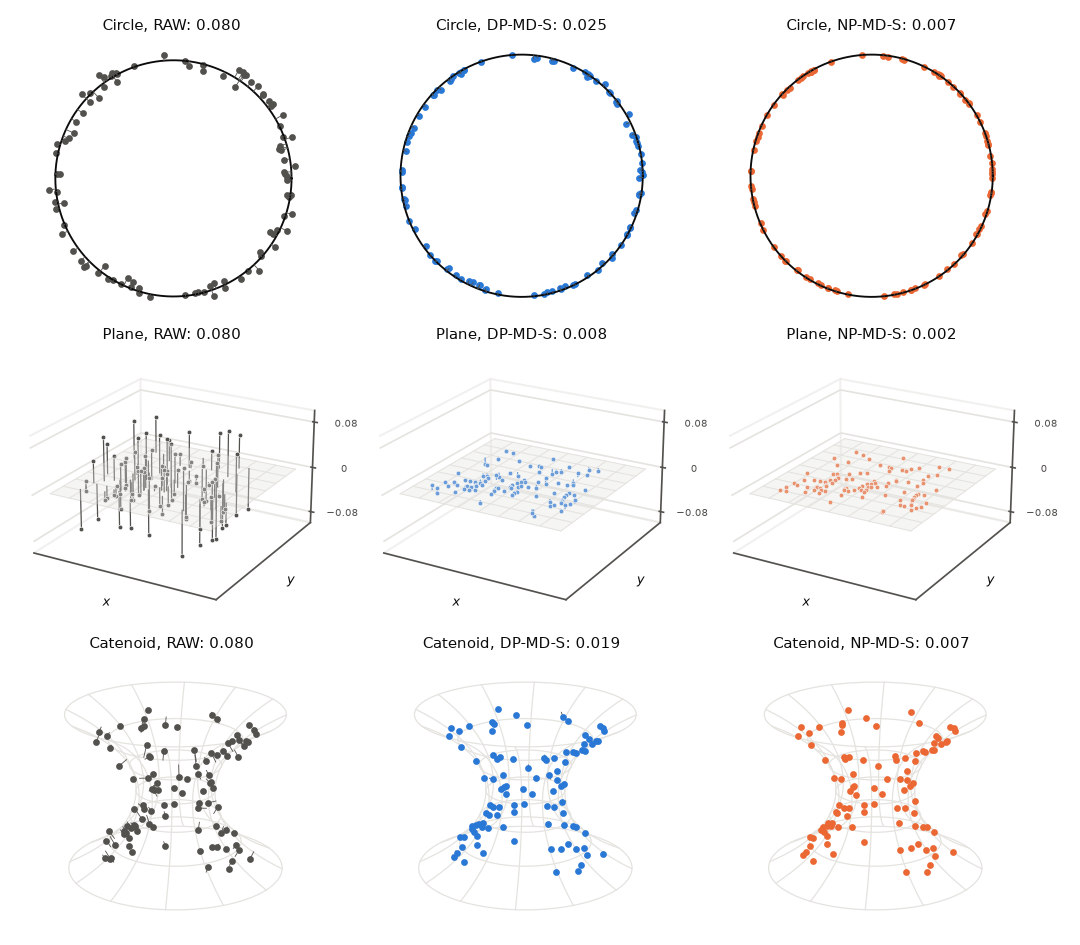 Circle, RAW: 0.080
Circle, DP-MD-S: 0.025
Circle, NP-MD-S: 0.007
Plane, RAW: 0.080
Plane, DP-MD-S: 0.008
Plane, NP-MD-S: 0.002
0.08
0
−0.08
x
y
0.08
0
−0.08
x
y
0.08
0
−0.08
x
y
Catenoid, RAW: 0.080
Catenoid, DP-MD-S: 0.019
Catenoid, NP-MD-S: 0.007